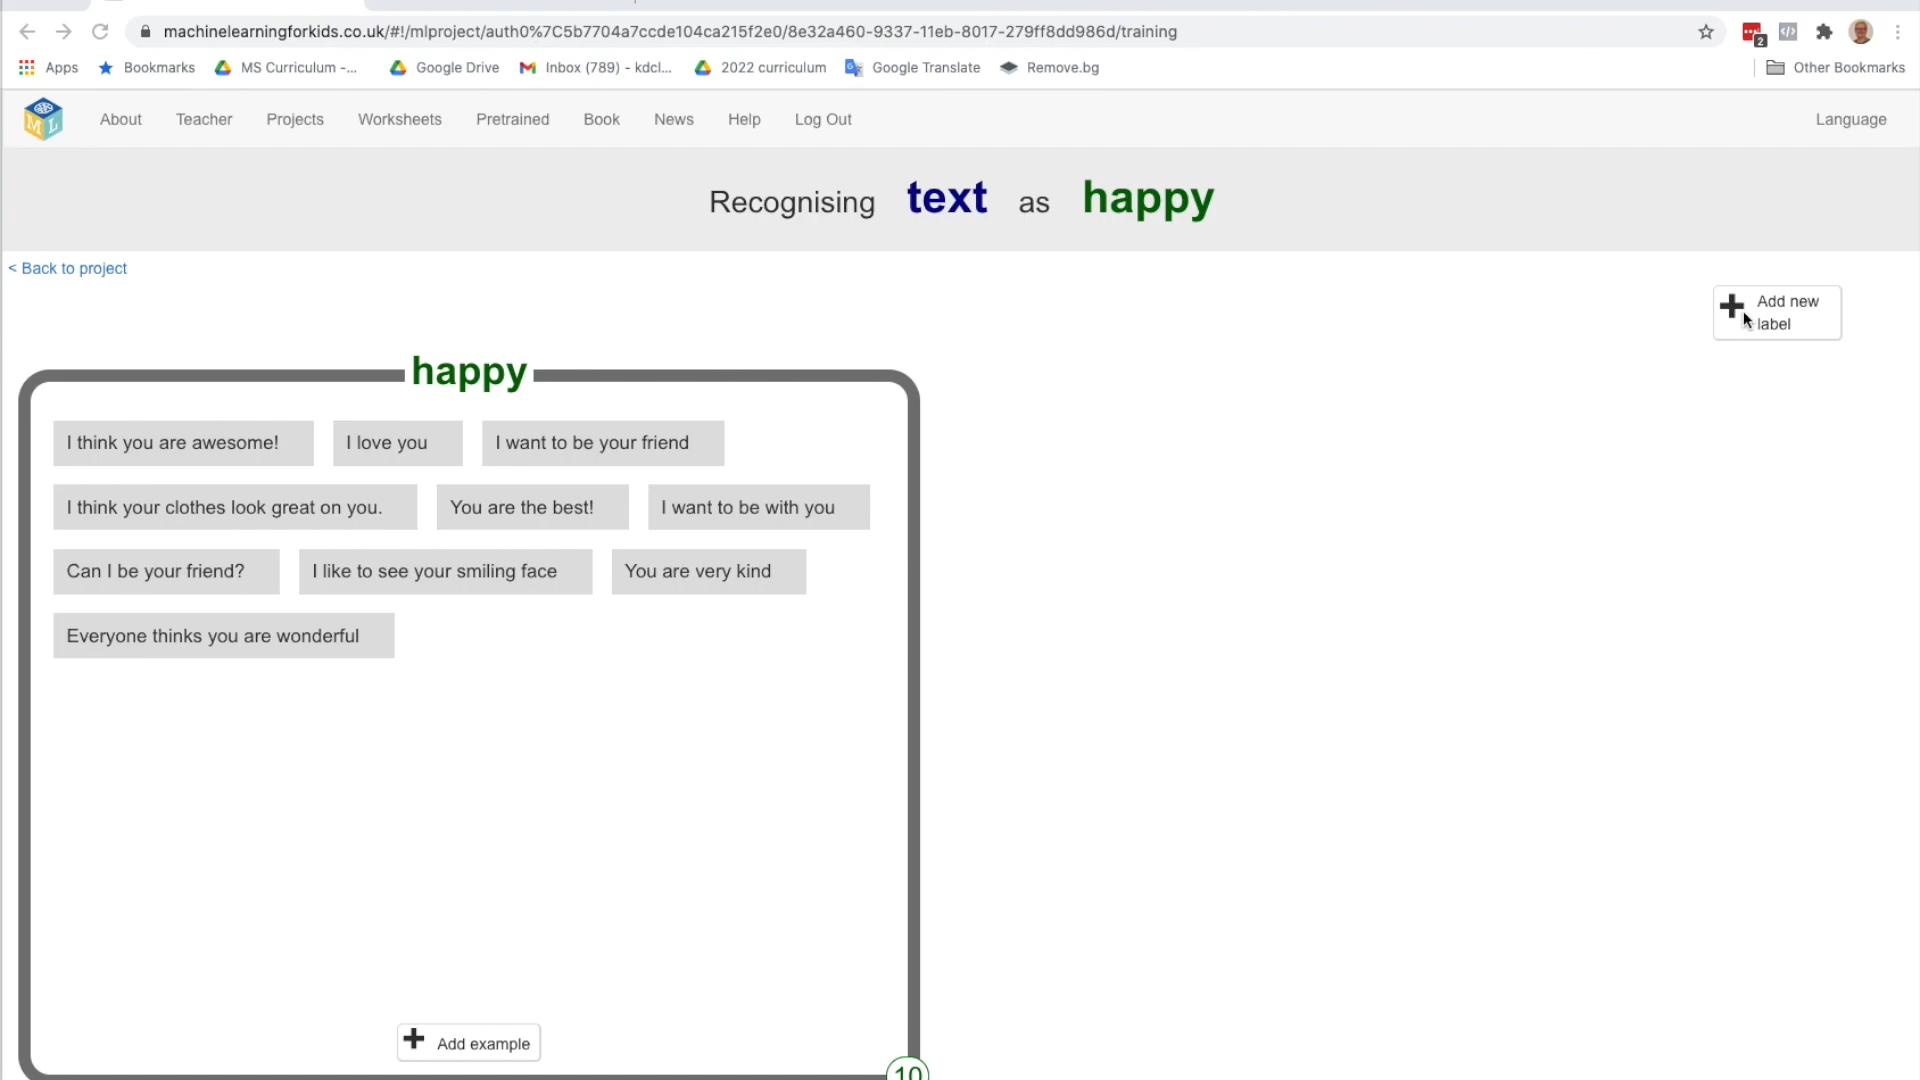 machinelearningforkids.co.uk/#!/mlproject/auth0%7C5b7704a7ccde104ca215f2e0/8e32a460-9337-11eb-8017-279ff8dd986d/training
2
Apps Bookmarks MS Curriculum -... Google Drive Inbox (789) - kdcl... 2022 curriculum Google Translate Remove.bg Other Bookmarks
ML About Teacher Projects Worksheets Pretrained Book News Help Log Out Language
Recognising text as happy
< Back to project
Add new
label
happy
I think you are awesome! I love you I want to be your friend
I think your clothes look great on you. You are the best! I want to be with you
Can I be your friend? I like to see your smiling face You are very kind
Everyone thinks you are wonderful
Add example
10